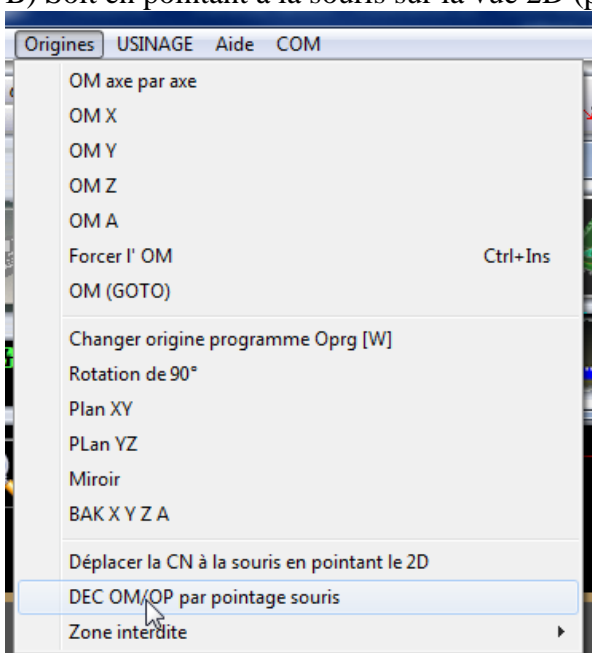 B) Soit en pointant à la souris sur la vue 2D (p
Origines USINAGE Aide COM
OM axe par axe
OM X
OM Y
OM Z
OM A
Forcer l' OM Ctrl+Ins
OM (GOTO)
Changer origine programme Oprg [W]
Rotation de 90°
Plan XY
PLan YZ
Miroir
BAK X Y Z A
Déplacer la CN à la souris en pointant le 2D
DEC OM/OP par pointage souris
Zone interdite